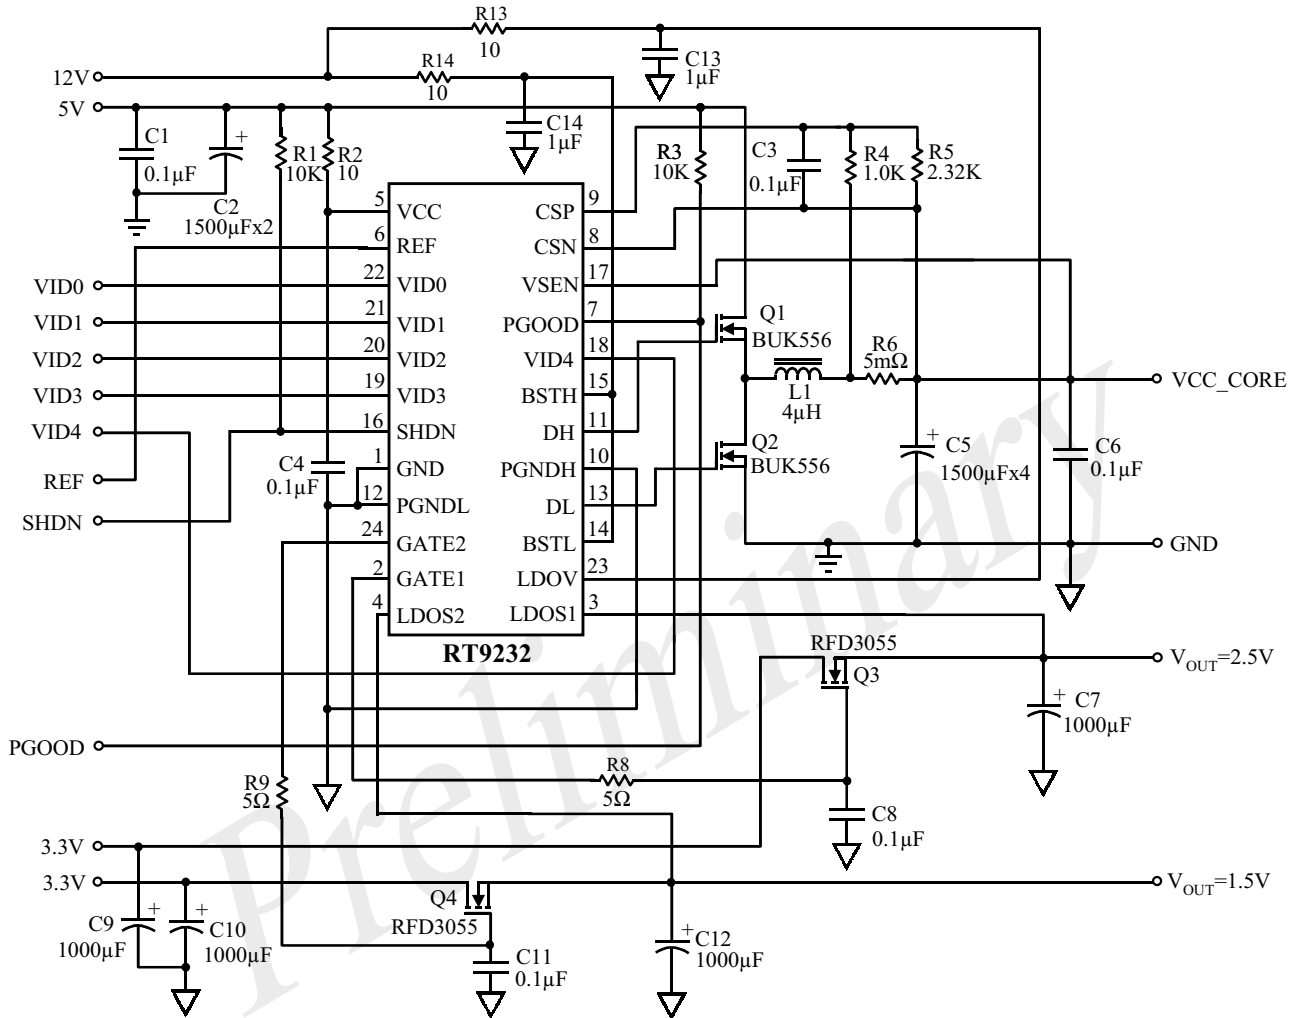 R13
10
C13
1µF
12V
R14
10
5V
C14
1µF
C1
0.1µF
+
C2
1500µFx2
R1
10K
R2
10
R3
10K
C3
0.1µF
R4
1.0K
R5
2.32K
5
VCC
6
REF
22
VID0
21
VID1
20
VID2
19
VID3
16
SHDN
1
GND
12
PGNDL
24
GATE2
2
GATE1
4
LDOS2
CSP
9
CSN
8
VSEN
17
PGOOD
7
VID4
18
BSTH
15
DH
11
PGNDH
10
DL
13
BSTL
14
LDOV
23
LDOS1
3
RT9232
VID0
VID1
VID2
VID3
VID4
REF
SHDN
C4
0.1µF
Q1
BUK556
Q2
BUK556
L1
4µH
R6
5mΩ
VCC_CORE
+
C5
1500µFx4
C6
0.1µF
GND
RFD3055
Q3
VOUT=2.5V
+
C7
1000µF
PGOOD
R9
5Ω
R8
5Ω
C8
0.1µF
3.3V
3.3V
Q4
RFD3055
VOUT=1.5V
+
C9
1000µF
+
C10
1000µF
C11
0.1µF
+
C12
1000µF
Preliminary